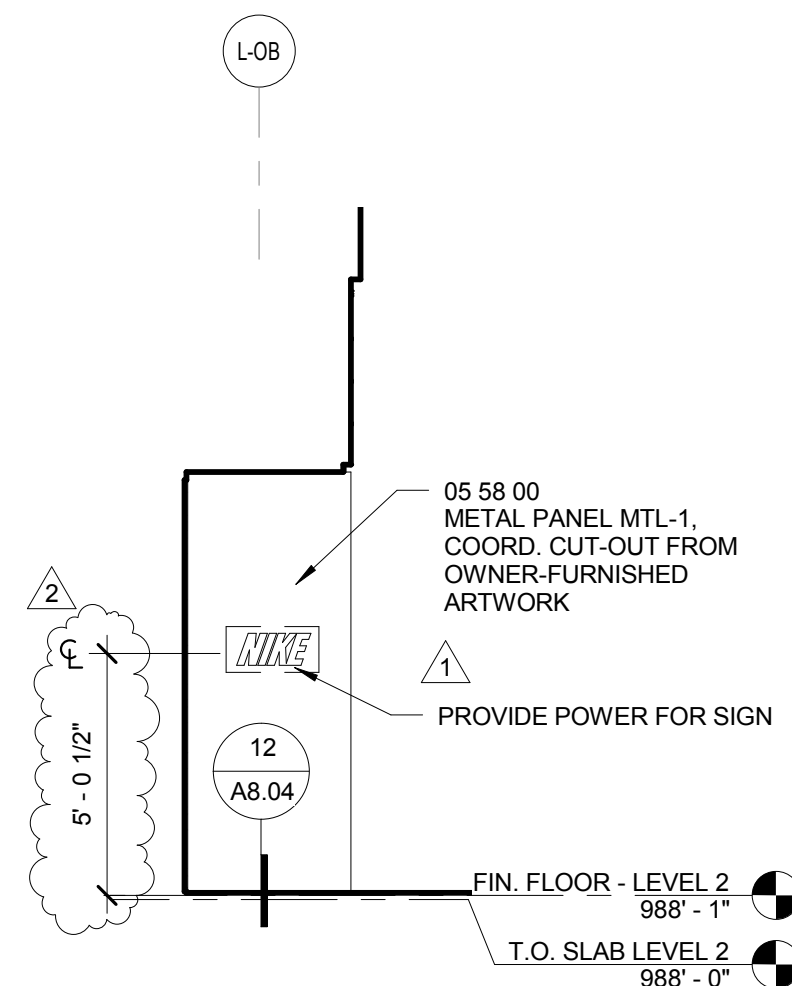 L-OB
05 58 00
METAL PANEL MTL-1,
COORD. CUT-OUT FROM
OWNER-FURNISHED
ARTWORK
2
℄
NIKE
1
PROVIDE POWER FOR SIGN
5' - 0 1/2"
12
A8.04
FIN. FLOOR - LEVEL 2
988' - 1"
T.O. SLAB LEVEL 2
988' - 0"